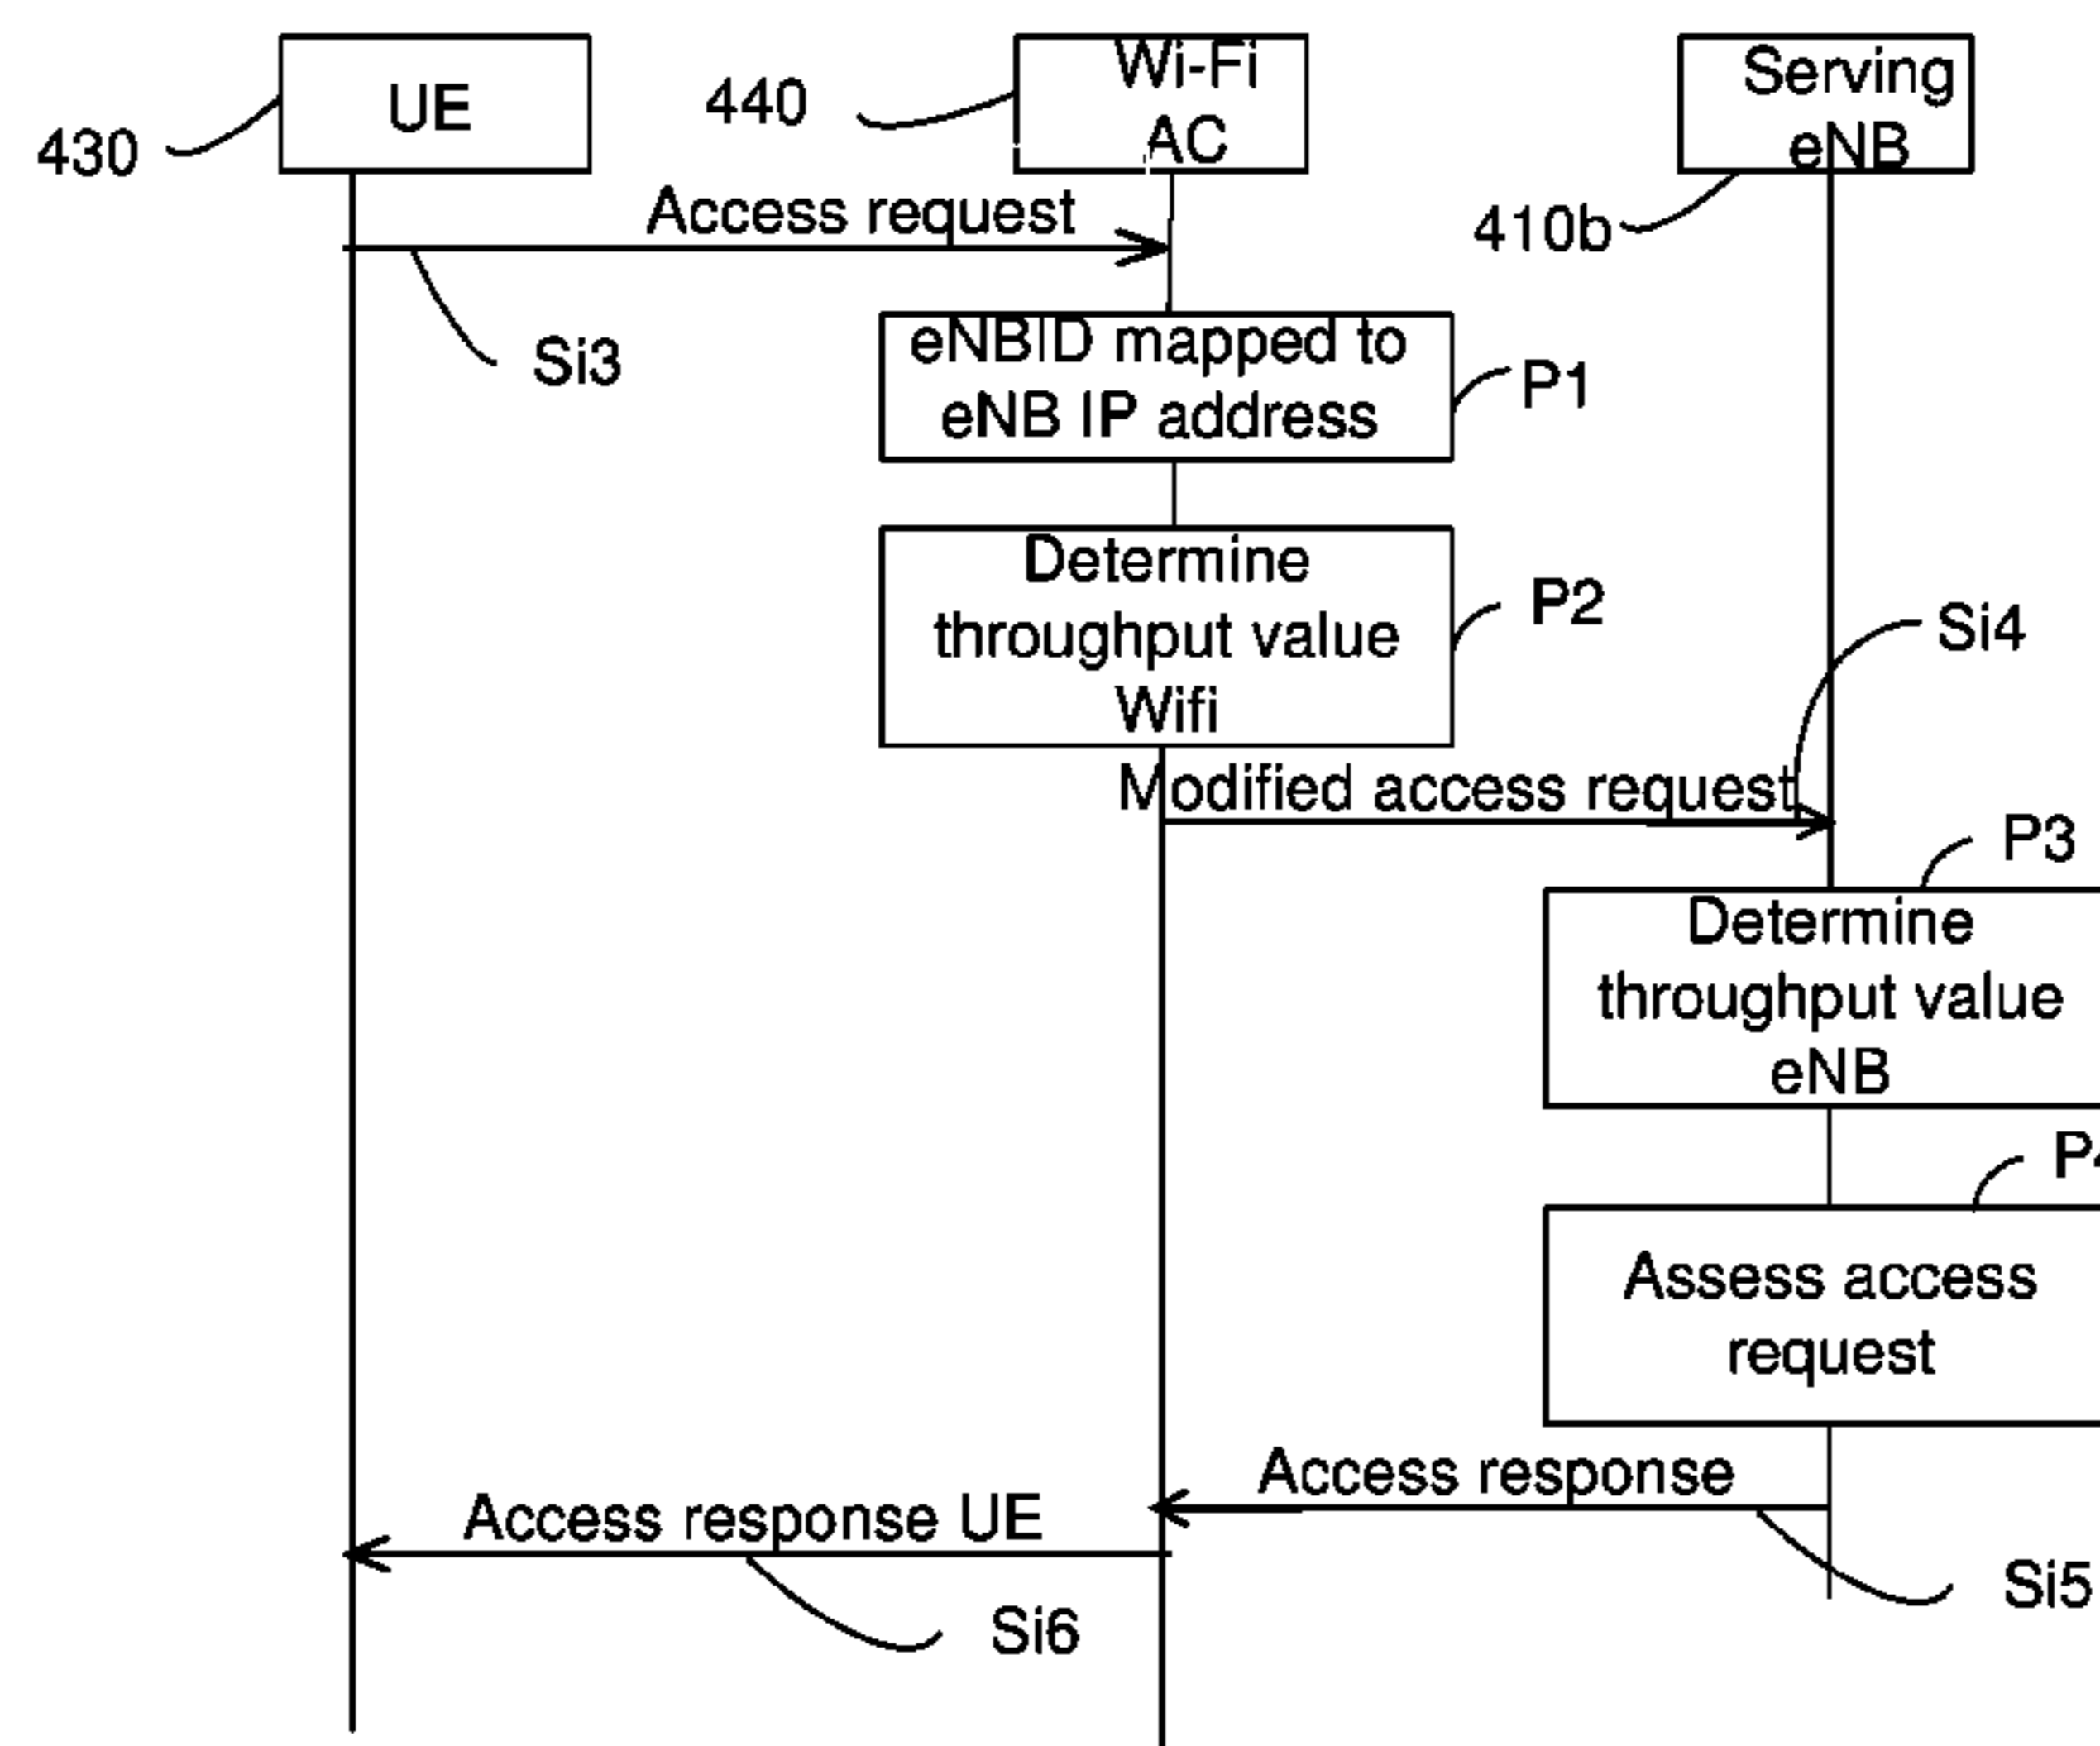 UE
430
440
Wi-Fi
AC
Serving
eNB
410b
Access request
Si3
eNBID mapped to
eNB IP address
P1
Determine
throughput value
Wifi
P2
Si4
Modified access request
P3
Determine
throughput value
eNB
P4
Assess access
request
Access response
Access response UE
Si5
Si6